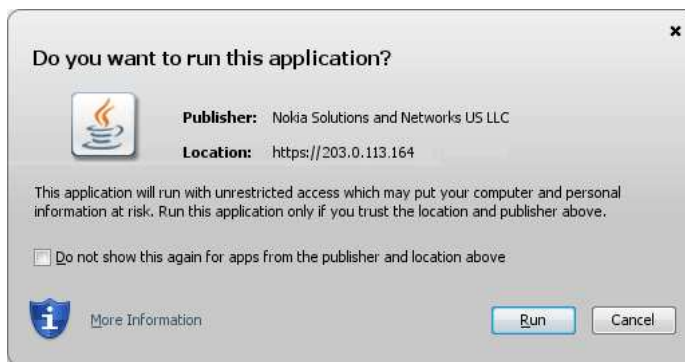 Do you want to run this application?
Publisher: Nokia Solutions and Networks US LLC
Location: https://203.0.113.164
This application will run with unrestricted access which may put your computer and personal
information at risk. Run this application only if you trust the location and publisher above.
Do not show this again for apps from the publisher and location above
More Information
Run
Cancel